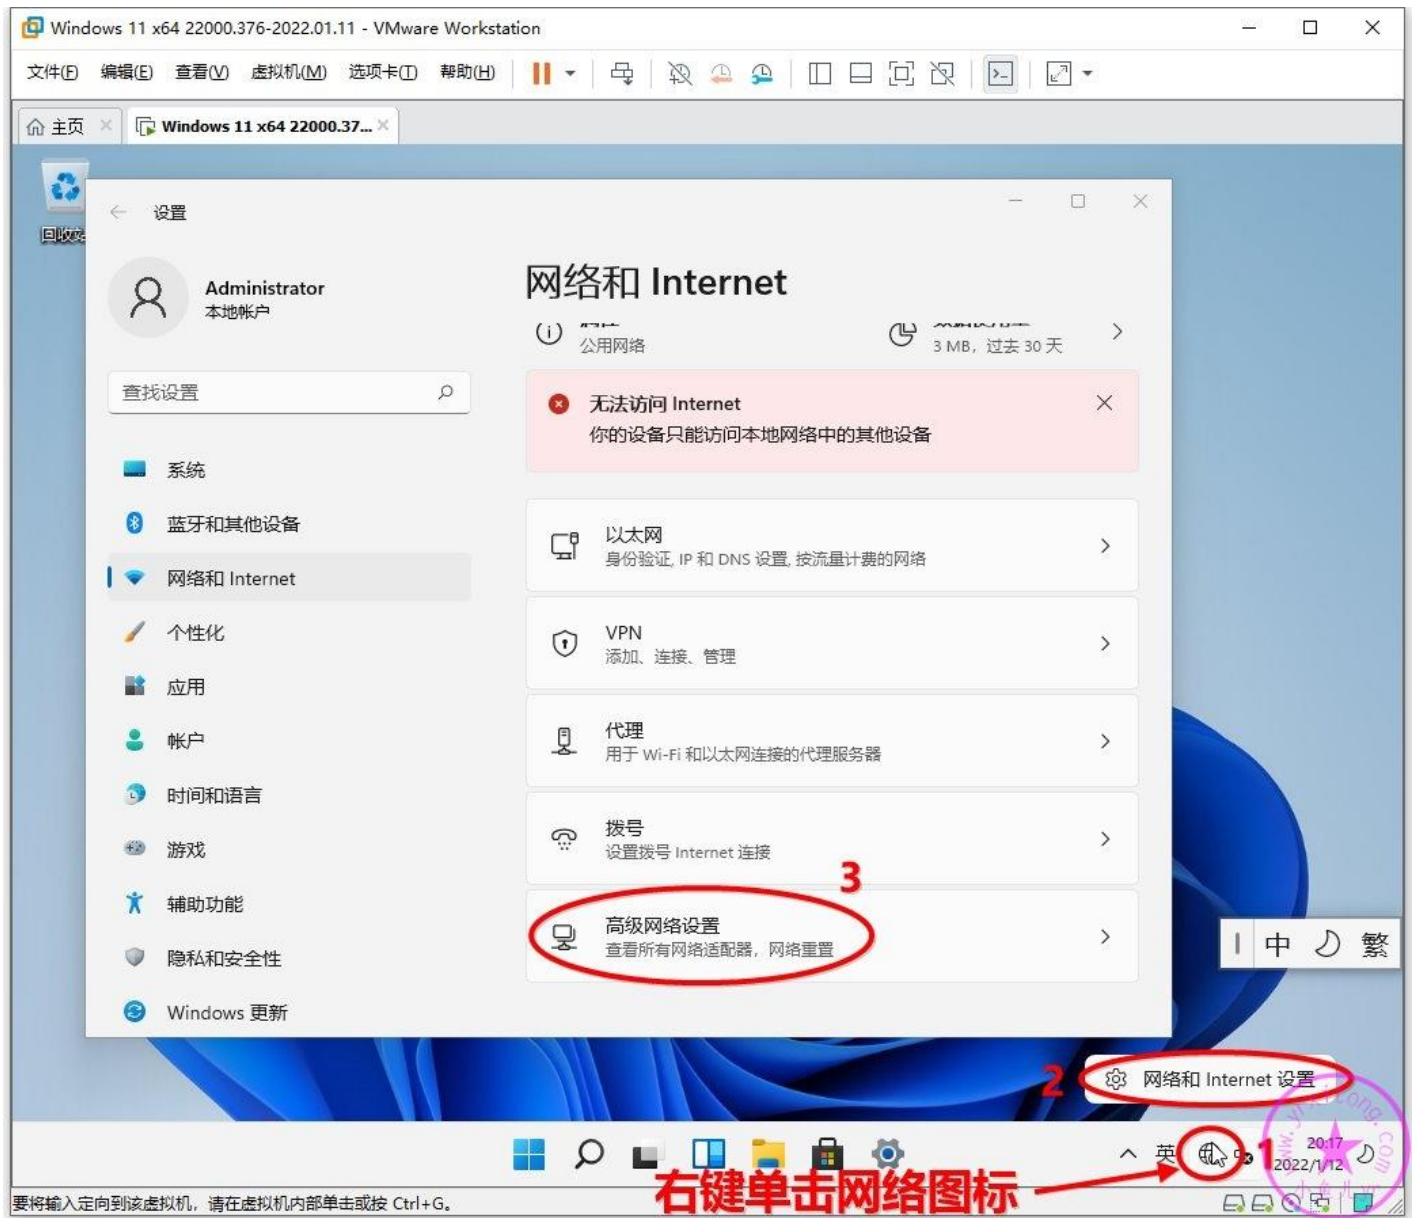 Windows 11 x64 22000.376-2022.01.11 - VMware Workstation
文件(F) 编辑(E) 查看(V) 虚拟机(M) 选项卡(T) 帮助(H)
主页 Windows 11 x64 22000.37...
回收站
设置
Administrator
本地帐户
查找设置
系统
蓝牙和其他设备
网络和 Internet
个性化
应用
帐户
时间和语言
游戏
辅助功能
隐私和安全性
Windows 更新
网络和 Internet
公用网络
3 MB，过去 30 天
无法访问 Internet
你的设备只能访问本地网络中的其他设备
以太网
身份验证, IP 和 DNS 设置, 按流量计费的网络
VPN
添加、连接、管理
代理
用于 Wi-Fi 和以太网连接的代理服务器
拨号
设置拨号 Internet 连接
3
高级网络设置
查看所有网络适配器，网络重置
中 繁
2 网络和 Internet 设置
英 1 20:17
2022/1/12
右键单击网络图标
要将输入定向到该虚拟机，请在虚拟机内部单击或按 Ctrl+G。